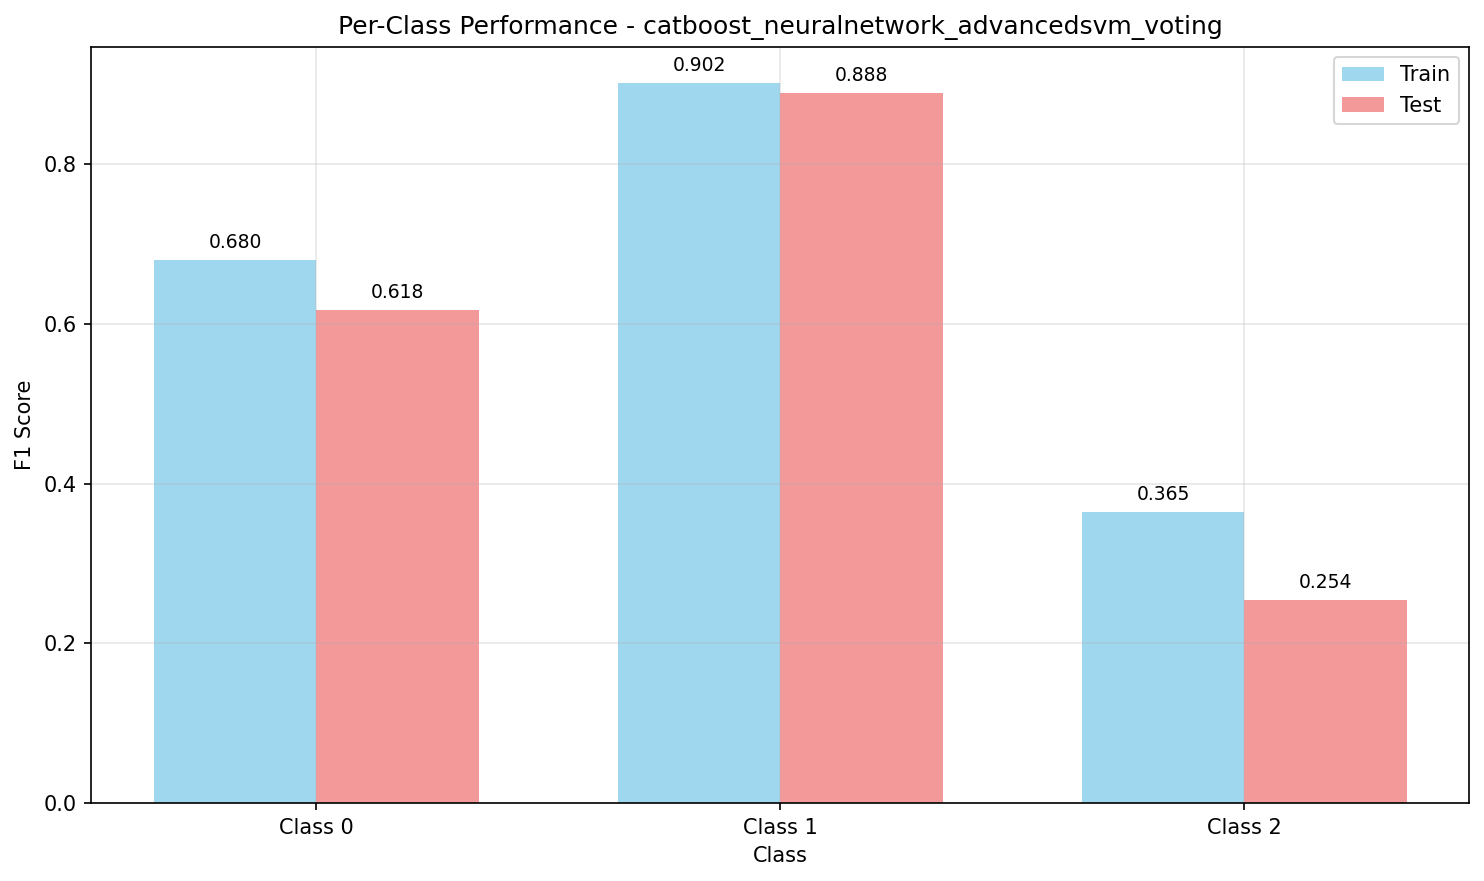 Per-Class Performance - catboost_neuralnetwork_advancedsvm_voting
Train
Test
0.902
0.888
0.680
0.618
0.365
0.254
F1 Score
0.8
0.6
0.4
0.2
0.0
Class 0
Class 1
Class 2
Class